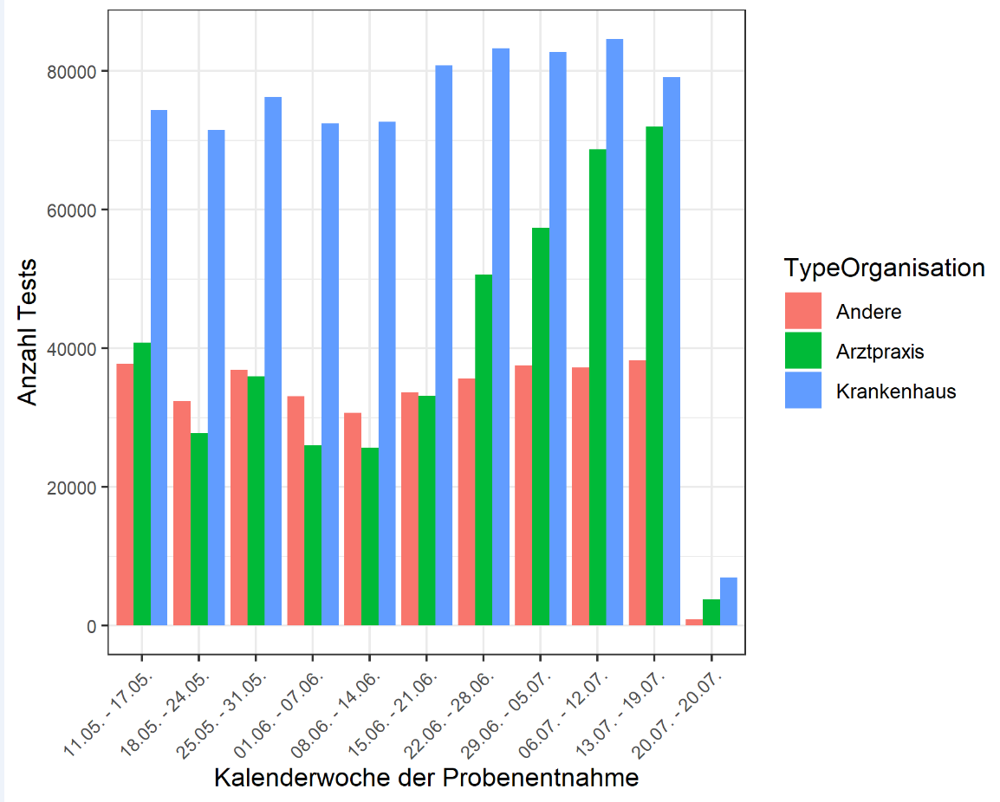 Anzahl Tests
80000
60000
40000
20000
0
11.05. - 17.05.
18.05. - 24.05.
25.05. - 31.05.
01.06. - 07.06.
08.06. - 14.06.
15.06. - 21.06.
22.06. - 28.06.
29.06. - 05.07.
06.07. - 12.07.
13.07. - 19.07.
20.07. - 20.07.
Kalenderwoche der Probenentnahme
TypeOrganisation
Andere
Arztpraxis
Krankenhaus